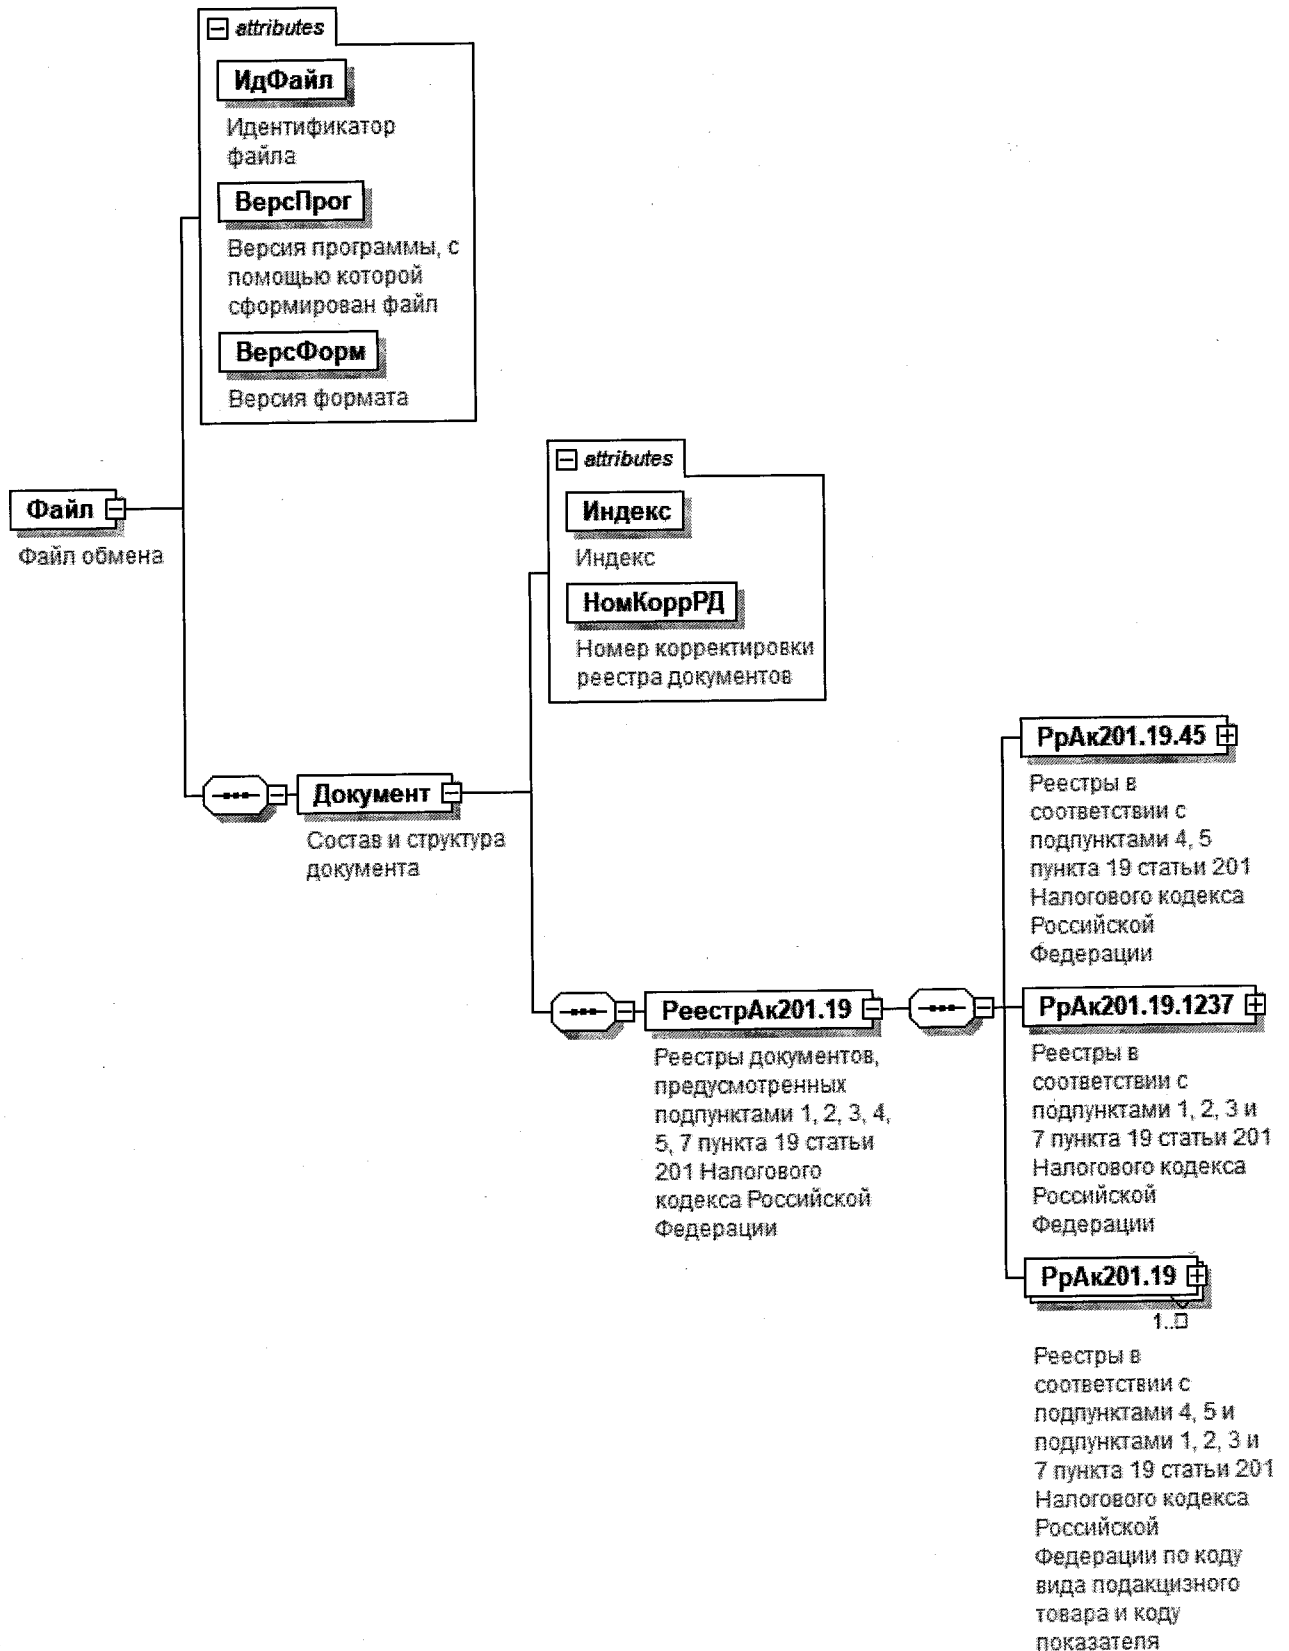 attributes
ИдФайл
Идентификатор
файла
ВерсПрог
Версия программы, с
помощью которой
сформирован файл
ВерсФорм
Версия формата
Файл
Файл обмена
attributes
Индекс
Индекс
НомКоррРД
Номер корректировки
реестра документов
Документ
Состав и структура
документа
РеестрАк201.19
Реестры документов,
предусмотренных
подпунктами 1, 2, 3, 4,
5, 7 пункта 19 статьи
201 Налогового
кодекса Российской
Федерации
РрАк201.19.45
Реестры в
соответствии с
подпунктами 4, 5
пункта 19 статьи 201
Налогового кодекса
Российской
Федерации
РрАк201.19.1237
Реестры в
соответствии с
подпунктами 1, 2, 3 и
7 пункта 19 статьи 201
Налогового кодекса
Российской
Федерации
РрАк201.19
1..□
Реестры в
соответствии с
подпунктами 4, 5 и
подпунктами 1, 2, 3 и
7 пункта 19 статьи 201
Налогового кодекса
Российской
Федерации по коду
вида подакцизного
товара и коду
показателя